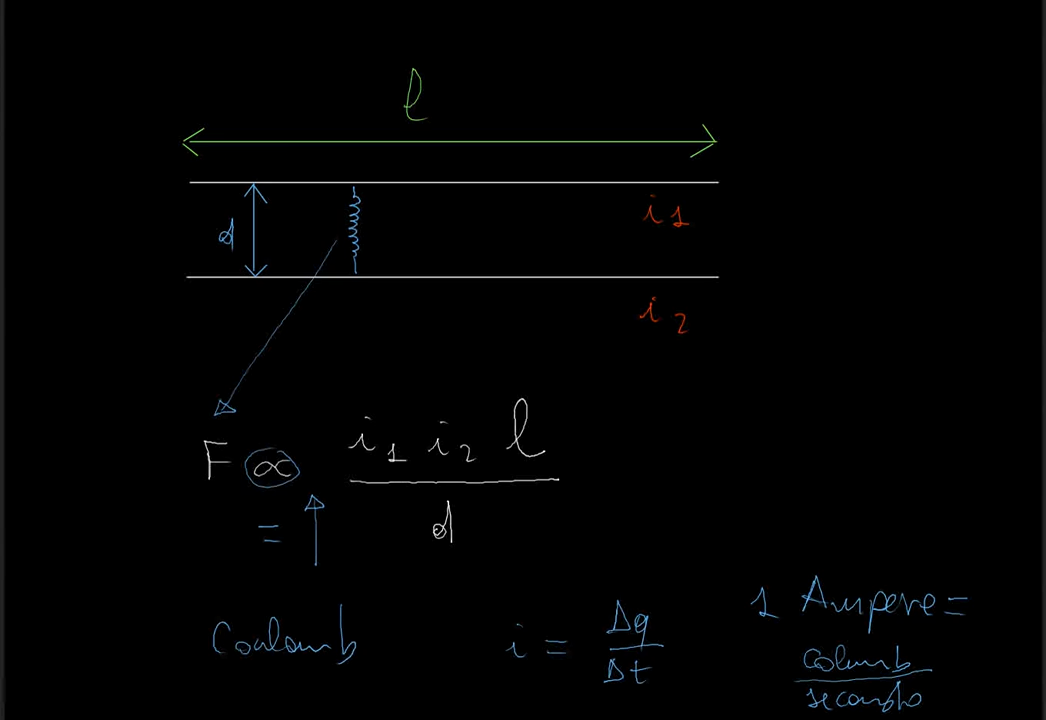 l
d
i1
i2
F ∝ i1 i2 l / d
=
Coulomb
i = Δq / Δt
1 Ampere =
columb / secondo